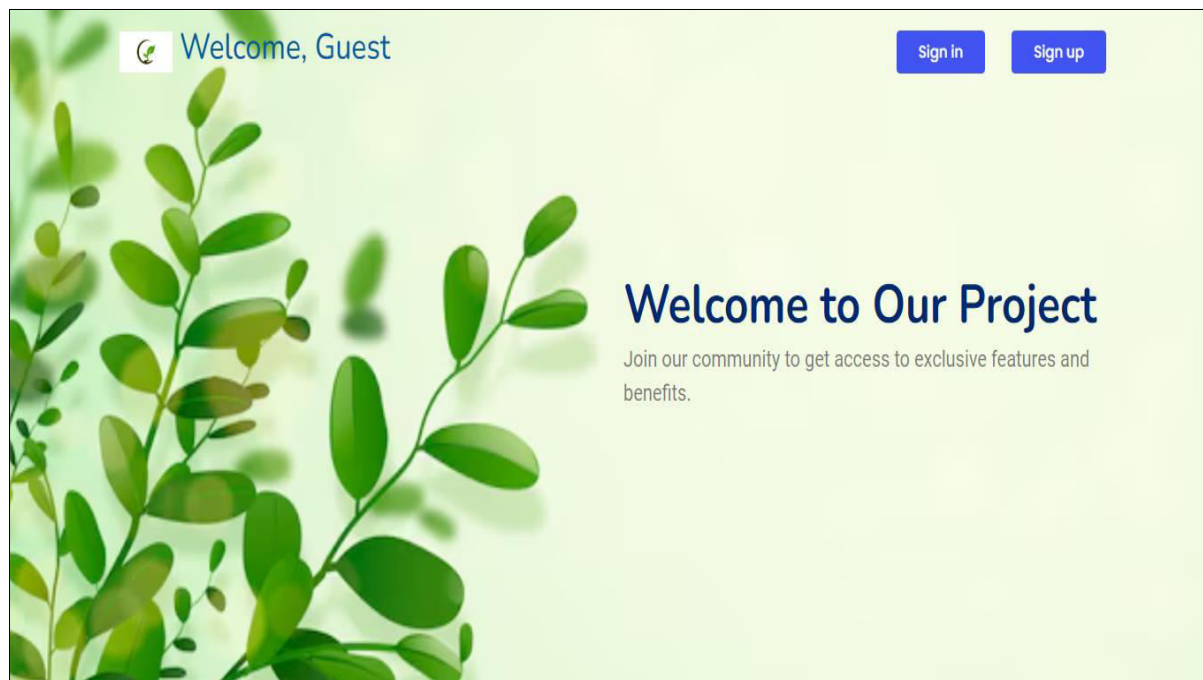 Welcome, Guest
Sign in
Sign up
Welcome to Our Project
Join our community to get access to exclusive features and
benefits.